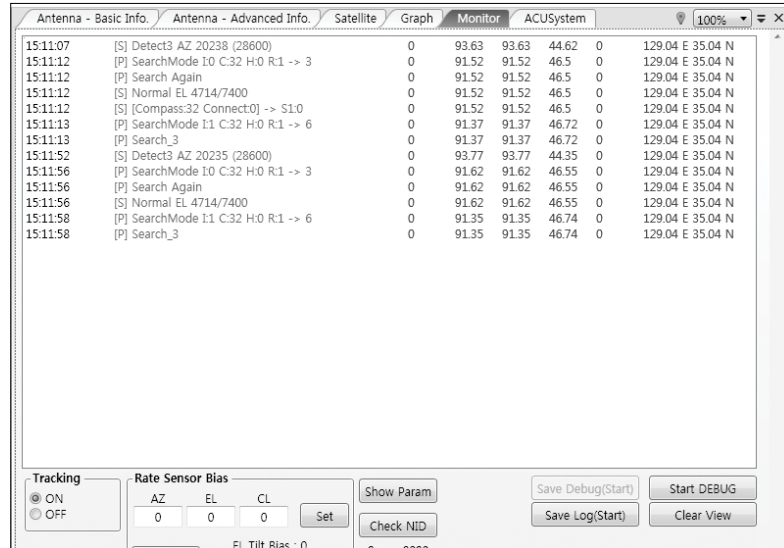 Antenna - Basic Info. Antenna - Advanced Info. Satellite Graph Monitor ACUSystem 100%
15:11:07 [S] Detect3 AZ 20238 (28600) 0 93.63 93.63 44.62 0 129.04 E 35.04 N
15:11:12 [P] SearchMode I:0 C:32 H:0 R:1 -> 3 0 91.52 91.52 46.5 0 129.04 E 35.04 N
15:11:12 [P] Search Again 0 91.52 91.52 46.5 0 129.04 E 35.04 N
15:11:12 [S] Normal EL 4714/7400 0 91.52 91.52 46.5 0 129.04 E 35.04 N
15:11:12 [S] [Compass:32 Connect:0] -> S1:0 0 91.52 91.52 46.5 0 129.04 E 35.04 N
15:11:13 [P] SearchMode I:1 C:32 H:0 R:1 -> 6 0 91.37 91.37 46.72 0 129.04 E 35.04 N
15:11:13 [P] Search_3 0 91.37 91.37 46.72 0 129.04 E 35.04 N
15:11:52 [S] Detect3 AZ 20235 (28600) 0 93.77 93.77 44.35 0 129.04 E 35.04 N
15:11:56 [P] SearchMode I:0 C:32 H:0 R:1 -> 3 0 91.62 91.62 46.55 0 129.04 E 35.04 N
15:11:56 [P] Search Again 0 91.62 91.62 46.55 0 129.04 E 35.04 N
15:11:56 [S] Normal EL 4714/7400 0 91.62 91.62 46.55 0 129.04 E 35.04 N
15:11:58 [P] SearchMode I:1 C:32 H:0 R:1 -> 6 0 91.35 91.35 46.74 0 129.04 E 35.04 N
15:11:58 [P] Search_3 0 91.35 91.35 46.74 0 129.04 E 35.04 N
Tracking
ON
OFF
Rate Sensor Bias
AZ EL CL
0 0 0 Set
EL Tilt Bias : 0
Show Param
Check NID
Save Debug(Start) Start DEBUG
Save Log(Start) Clear View